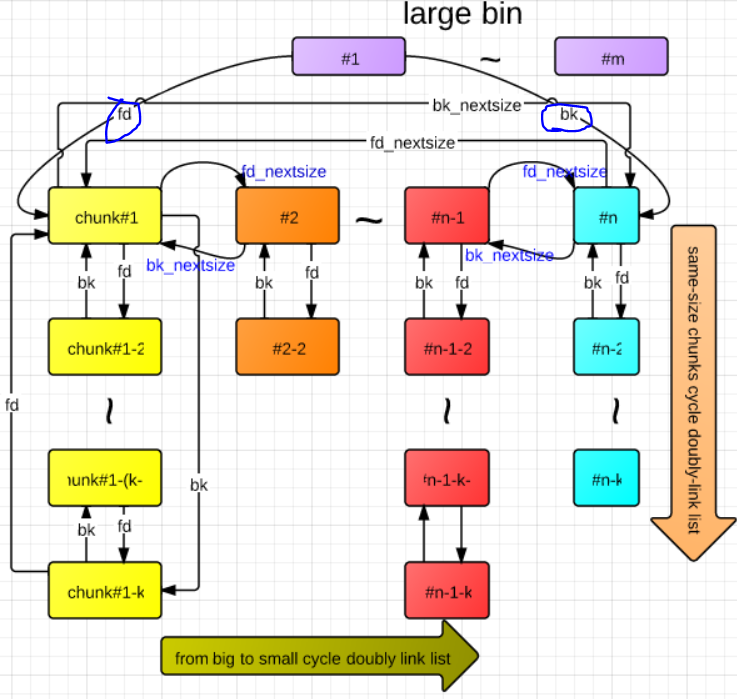 large bin
#1
~
#m
fd
bk_nextsize
bk
fd_nextsize
fd_nextsize
fd_nextsize
chunk#1
#2
~
#n-1
#n
bk_nextsize
bk_nextsize
bk
fd
bk
fd
bk
fd
bk
fd
chunk#1-2
#2-2
#n-1-2
#n-2
fd
~
~
~
bk
hunk#1-(k-
#n-1-k-
#n-k
bk
fd
chunk#1-k
#n-1-k
same-size chunks cycle doubly-link list
from big to small cycle doubly link list